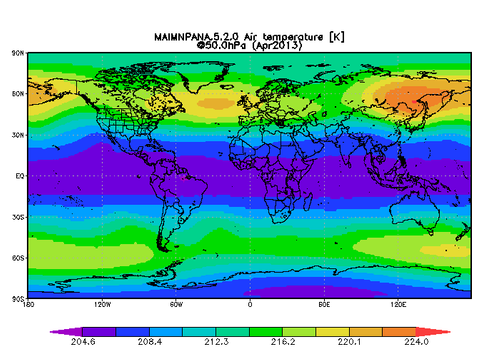 MAIMNPANA.5.2.0 Air temperature [K]
@50.0hPa (Apr2013)
90N
60N
30N
EQ
30S
60S
90S
180 120W 60W 0 60E 120E
204.6 208.4 212.3 216.2 220.1 224.0